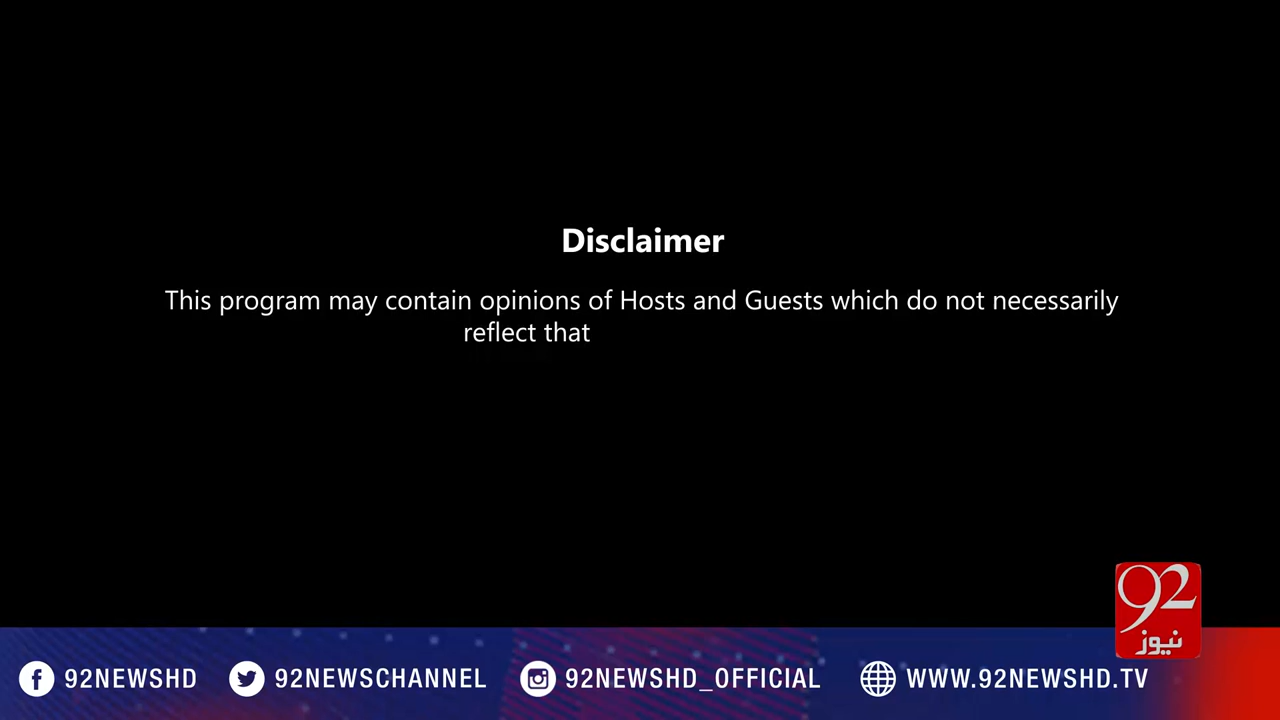 Disclaimer
This program may contain opinions of Hosts and Guests which do not necessarily
reflect that
92
نیوز
92NEWSHD
92NEWSCHANNEL
92NEWSHD_OFFICIAL
WWW.92NEWSHD.TV